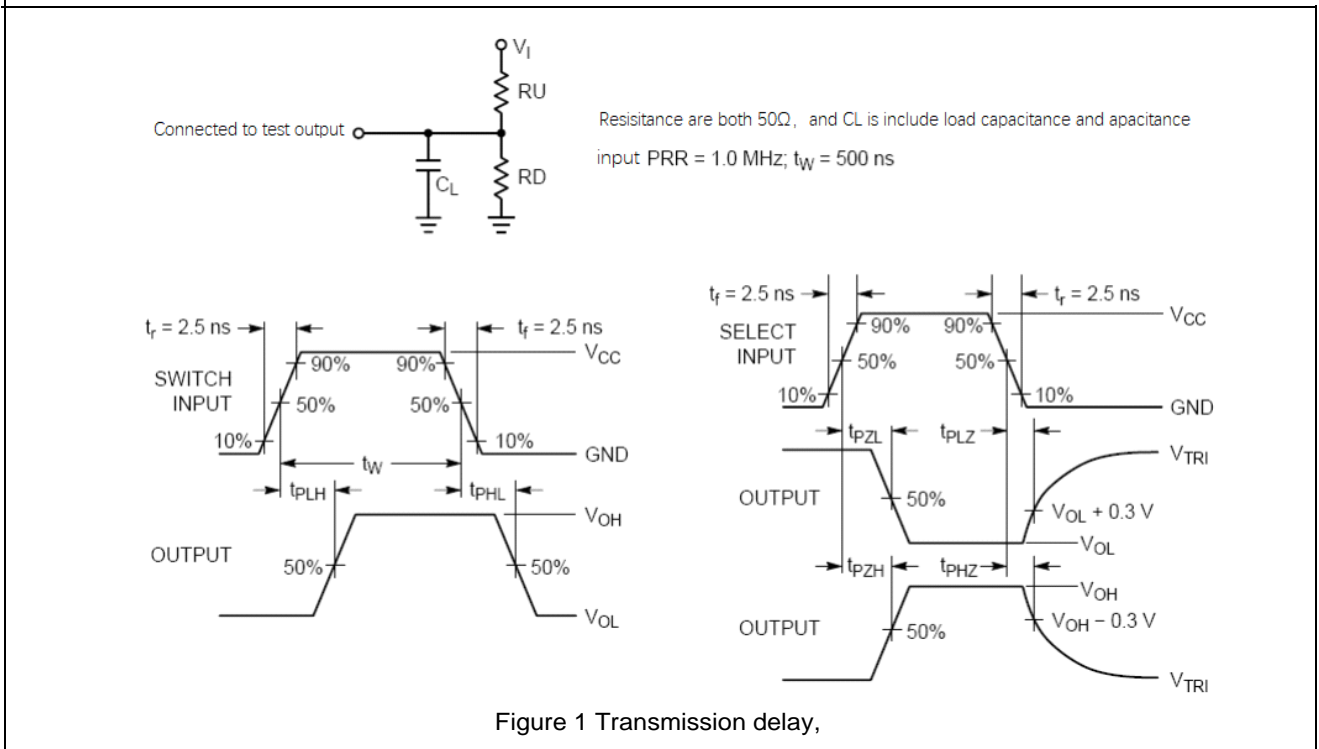 VI
RU
Connected to test output
Resisitance are both 50Ω, and CL is include load capacitance and apacitance
input PRR = 1.0 MHz; tW = 500 ns
CL
RD
tr = 2.5 ns
tf = 2.5 ns
VCC
SWITCH
INPUT
90%
90%
50%
50%
10%
10%
GND
tW
tPLH
tPHL
VOH
OUTPUT
50%
50%
VOL
tf = 2.5 ns
tr = 2.5 ns
VCC
SELECT
INPUT
90%
90%
50%
50%
10%
10%
GND
tPZL
tPLZ
VTRI
OUTPUT
50%
VOL + 0.3 V
VOL
tPZH
tPHZ
VOH
OUTPUT
50%
VOH − 0.3 V
VTRI
Figure 1 Transmission delay,